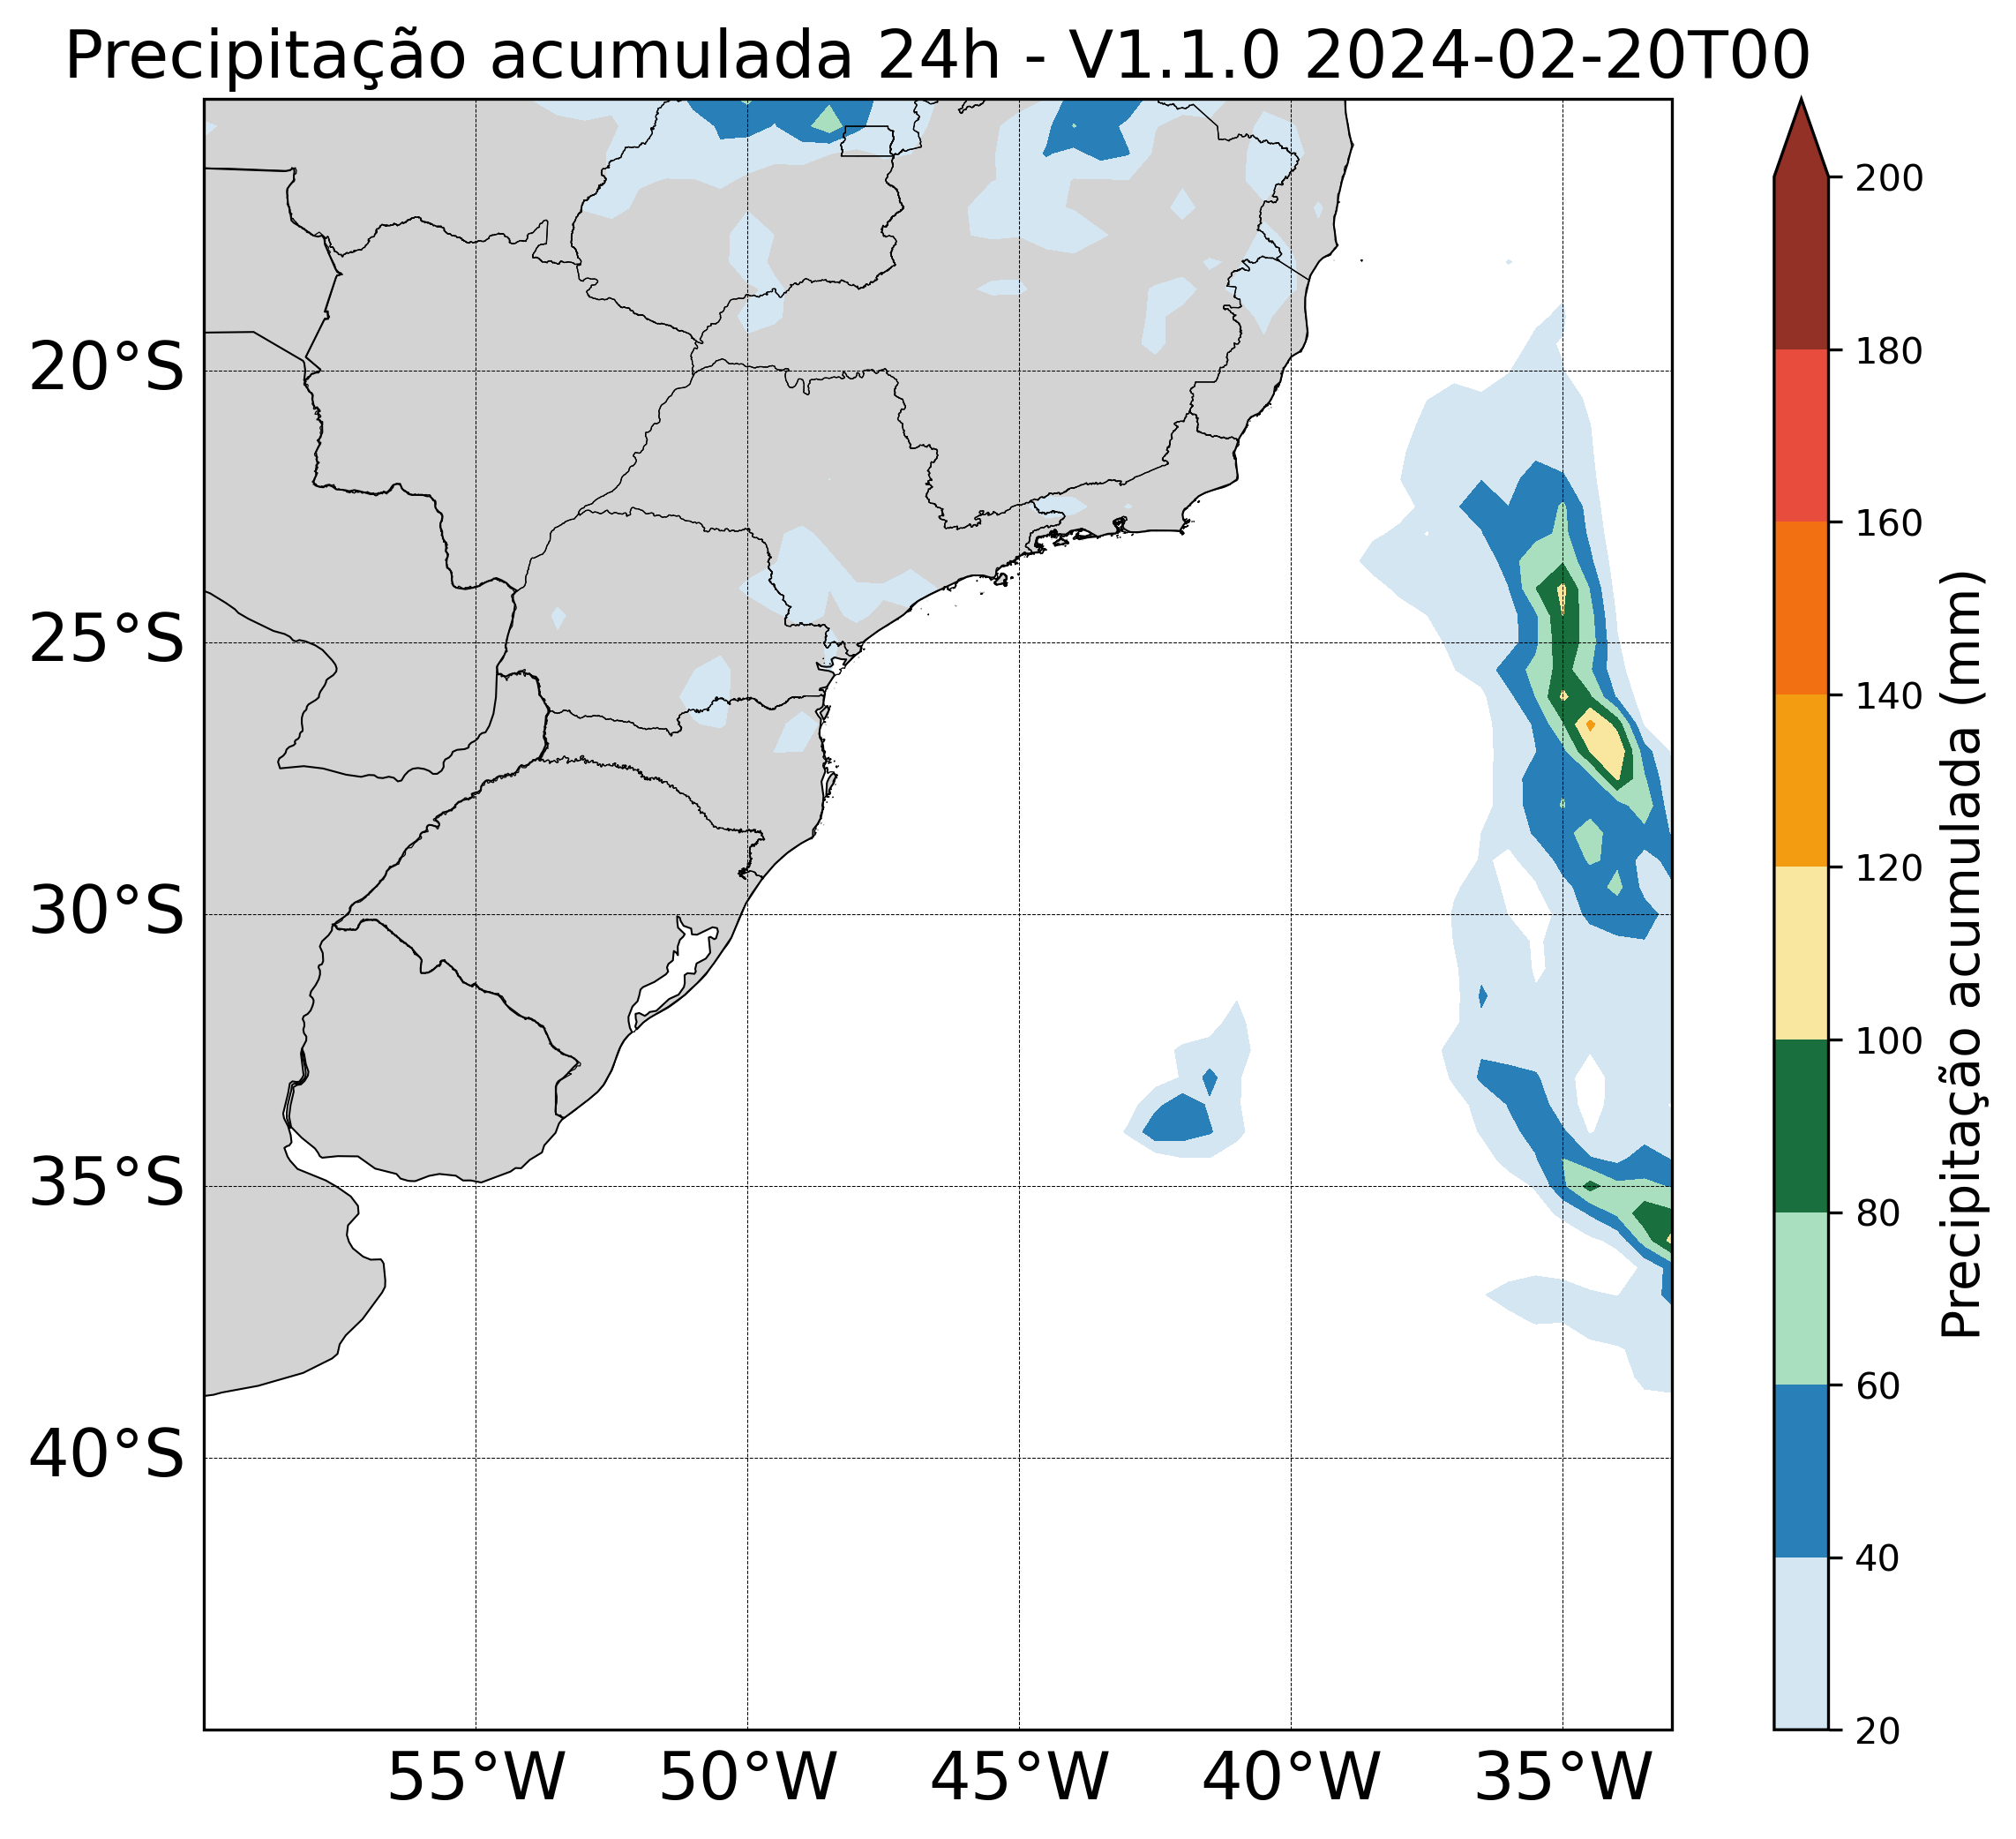 Precipitação acumulada 24h - V1.1.0 2024-02-20T00
20°S
25°S
30°S
35°S
40°S
55°W 50°W 45°W 40°W 35°W
200
180
160
140
120
100
80
60
40
20
Precipitação acumulada (mm)